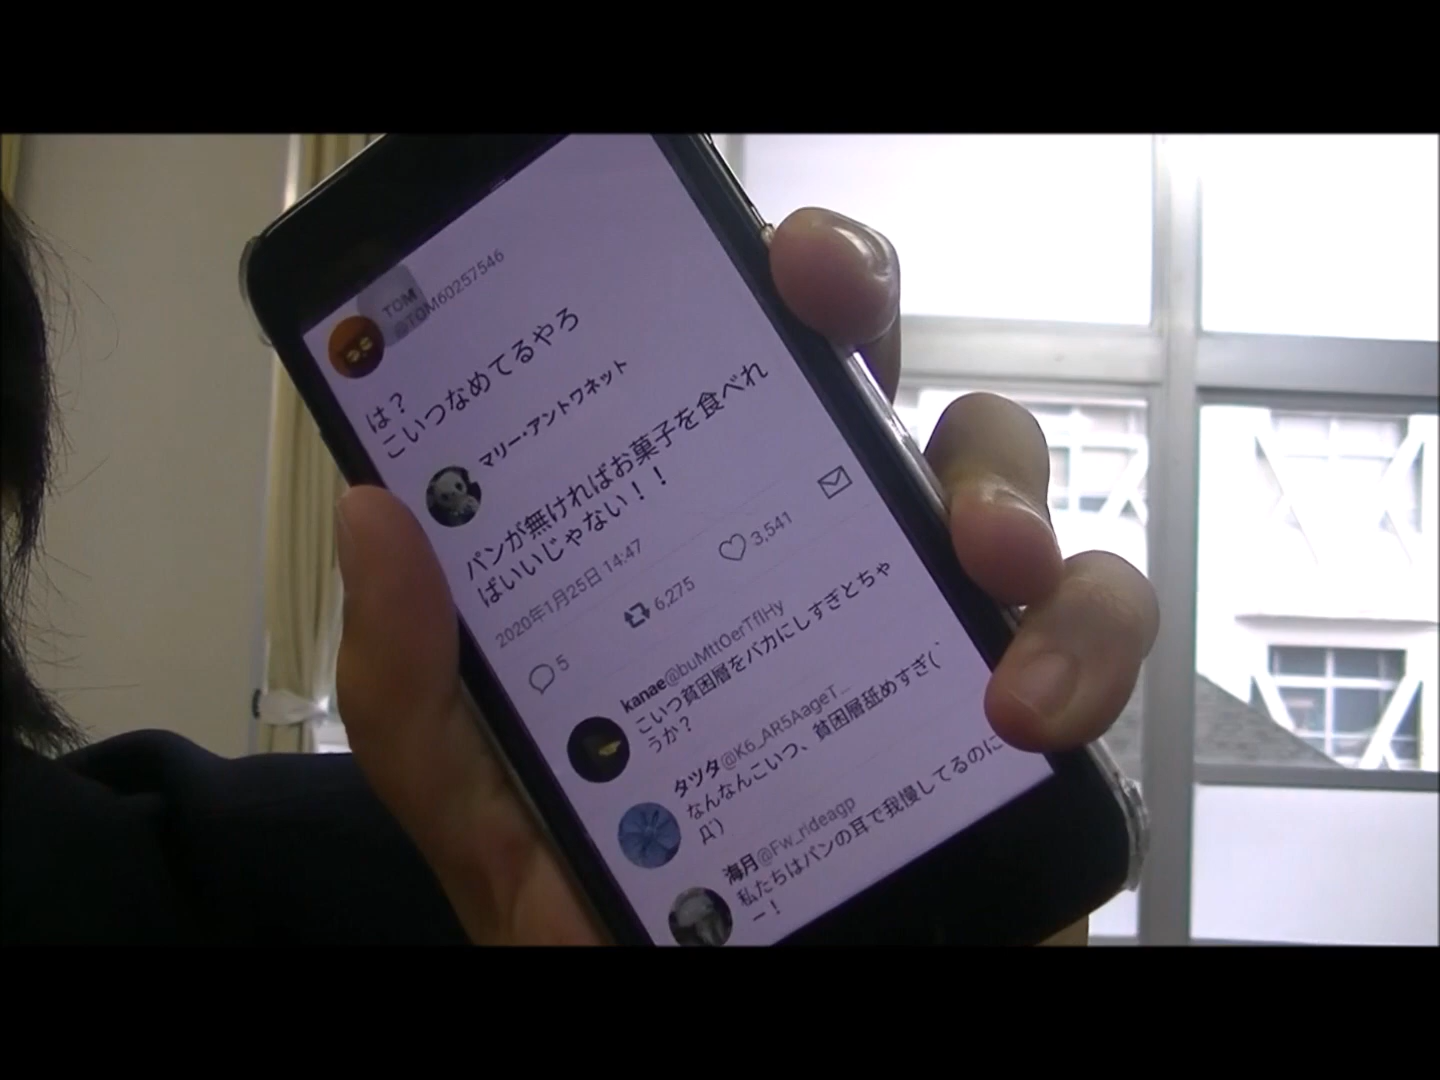 TOM
@TOM60257546
は?
こいつなめてるやろ
マリー・アントワネット
パンが無ければお菓子を食べれ
ばいいじゃない!!
2020年1月25日 14:47
5
6,275
3,541
kanae@buMttOerTfIHy
こいつ貧困層をバカにしすぎとちゃ
うか?
タツタ@K6_AR5AageT_
なんなんこいつ、貧困層舐めすぎ(`
Д´)
海月@Fw_rideagp
私たちはパンの耳で我慢してるのに
ー!